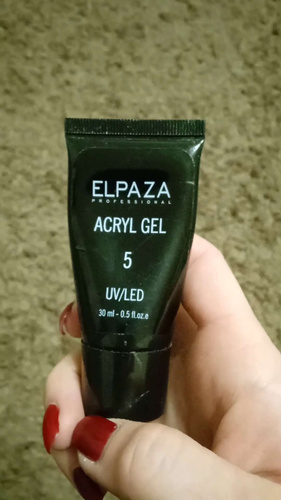 ELPAZA
PROFESSIONAL
ACRYL GEL
5
UV/LED
30 ml - 0.5 fl.oz.e